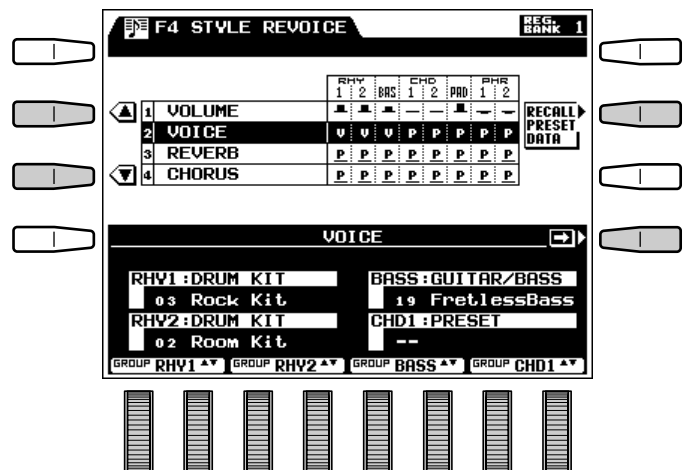 F4 STYLE REVOICE
REG. BANK 1
RHY CHD PHR
1 2 BAS 1 2 PAD 1 2
1 VOLUME
2 VOICE V V V P P P P P
3 REVERB P P P P P P P P
4 CHORUS P P P P P P P P
RECALL
PRESET
DATA
VOICE
RHY1:DRUM KIT
03 Rock Kit
BASS:GUITAR/BASS
19 FretlessBass
RHY2:DRUM KIT
02 Room Kit
CHD1:PRESET
--
GROUP RHY1 ▲▼ GROUP RHY2 ▲▼ GROUP BASS ▲▼ GROUP CHD1 ▲▼